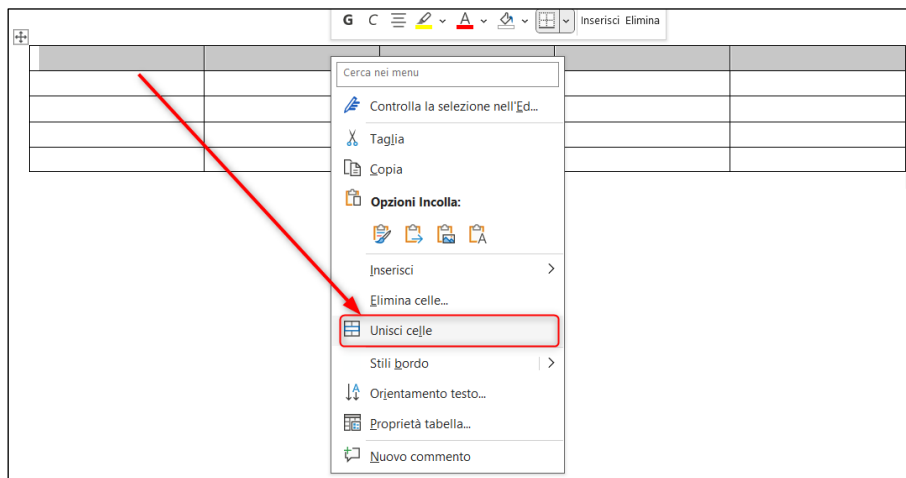 G C A Inserisci Elimina
Cerca nei menu
Controlla la selezione nell'Ed...
Taglia
Copia
Opzioni Incolla:
Inserisci
Elimina celle...
Unisci celle
Stili bordo
Orientamento testo...
Proprietà tabella...
Nuovo commento